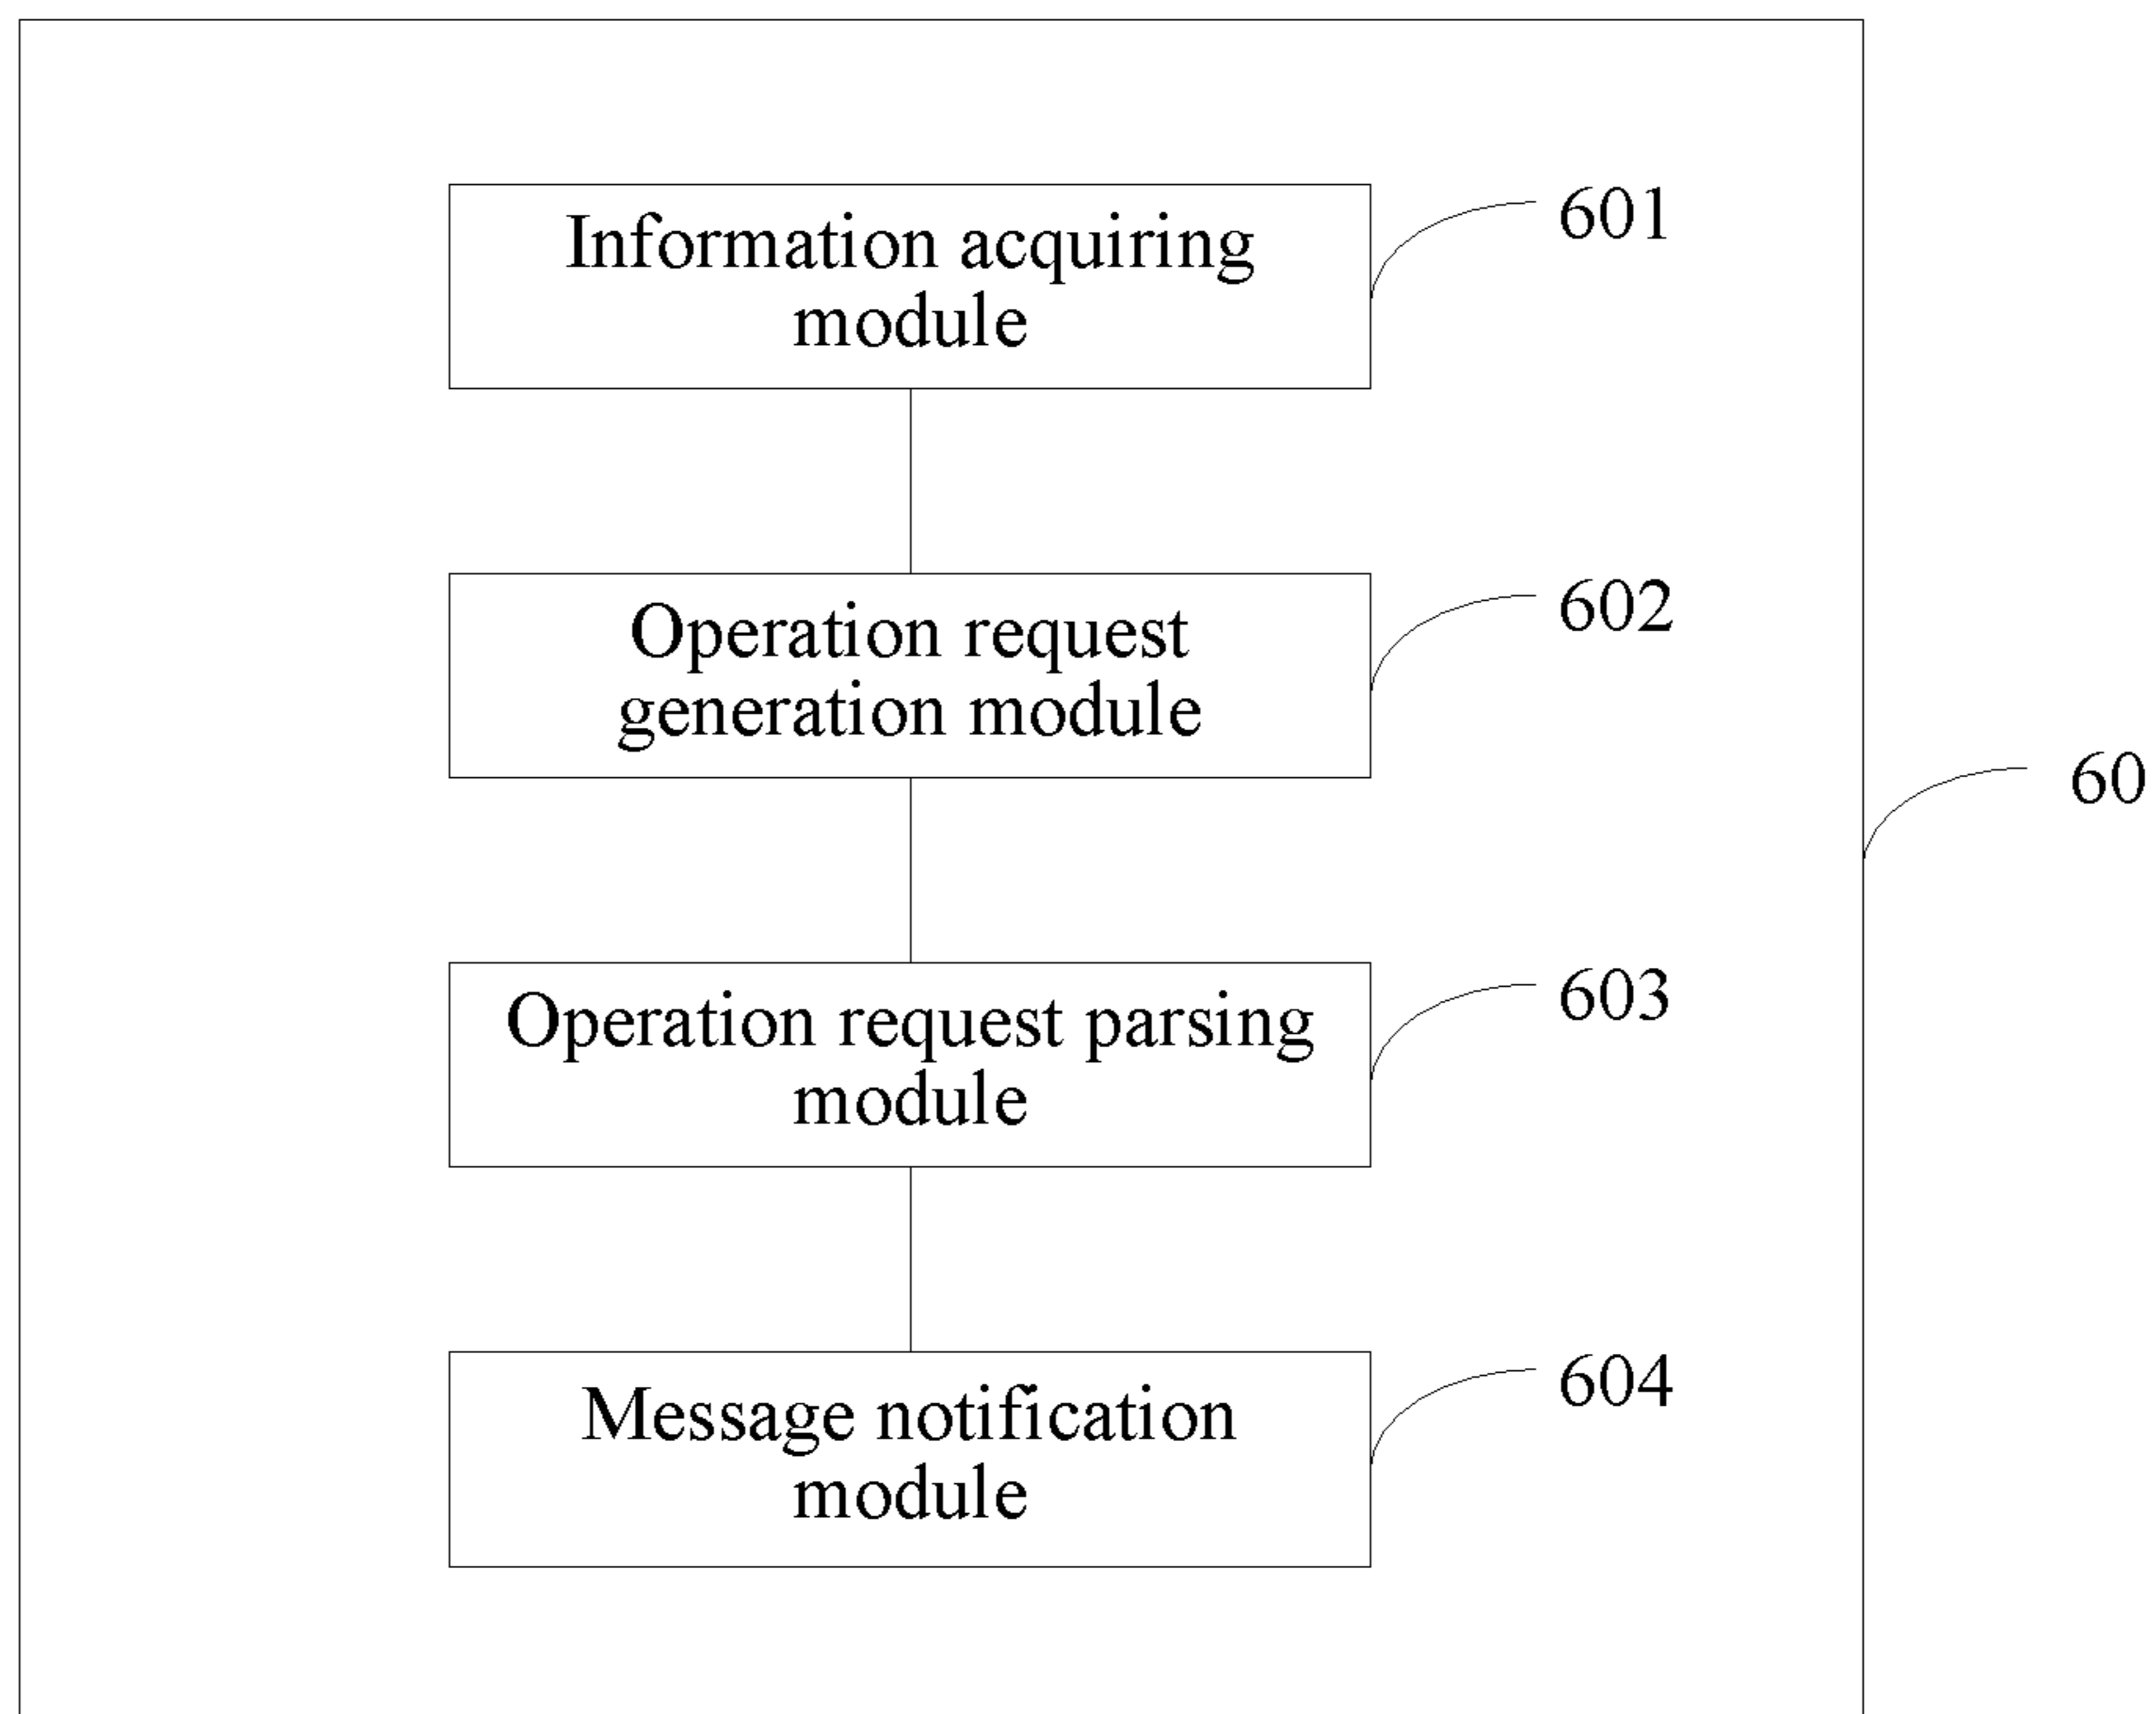 Information acquiring
module
601
Operation request
generation module
602
60
Operation request parsing
module
603
Message notification
module
604